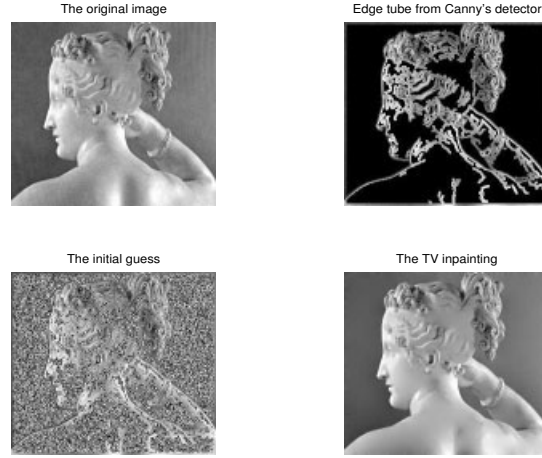 The original image
Edge tube from Canny's detector
The initial guess
The TV inpainting